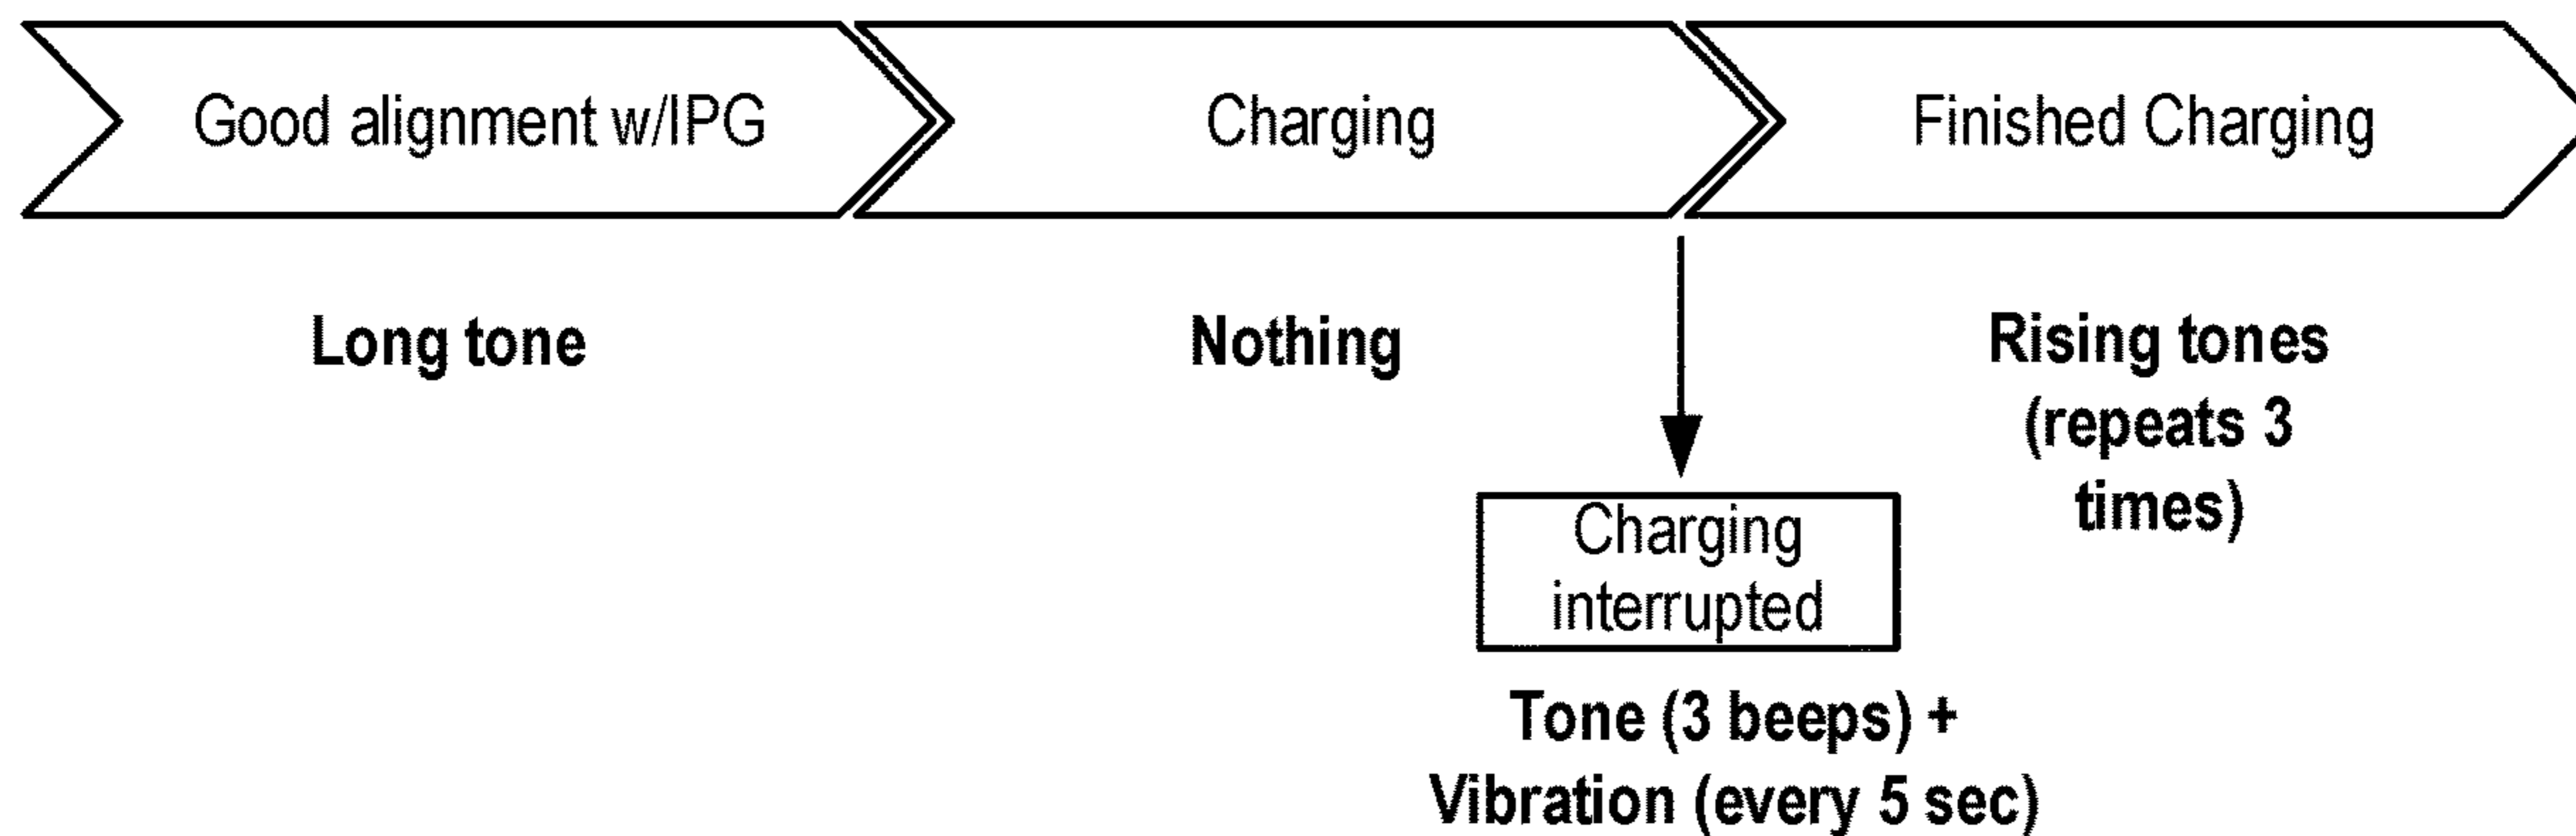 Good alignment w/IPG
Charging
Finished Charging
Long tone
Nothing
Rising tones
(repeats 3
times)
Charging
interrupted
Tone (3 beeps) +
Vibration (every 5 sec)